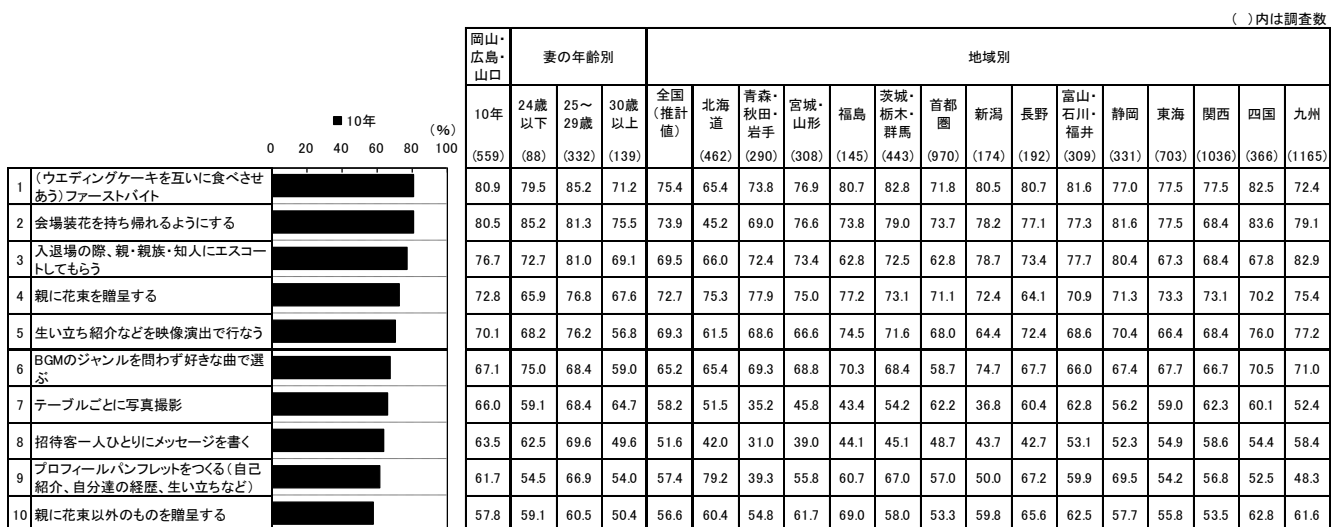 ( )内は調査数
岡山・広島・山口 妻の年齢別 地域別
10年 24歳以下 25～29歳 30歳以上 全国(推計値) 北海道 青森・秋田・岩手 宮城・山形 福島 茨城・栃木・群馬 首都圏 新潟 長野 富山・石川・福井 静岡 東海 関西 四国 九州
■10年
(%)
0 20 40 60 80 100
(559) (88) (332) (139) (462) (290) (308) (145) (443) (970) (174) (192) (309) (331) (703) (1036) (366) (1165)
1 (ウエディングケーキを互いに食べさせあう)ファーストバイト 80.9 79.5 85.2 71.2 75.4 65.4 73.8 76.9 80.7 82.8 71.8 80.5 80.7 81.6 77.0 77.5 77.5 82.5 72.4
2 会場装花を持ち帰れるようにする 80.5 85.2 81.3 75.5 73.9 45.2 69.0 76.6 73.8 79.0 73.7 78.2 77.1 77.3 81.6 77.5 68.4 83.6 79.1
3 入退場の際、親・親族・知人にエスコートしてもらう 76.7 72.7 81.0 69.1 69.5 66.0 72.4 73.4 62.8 72.5 62.8 78.7 73.4 77.7 80.4 67.3 68.4 67.8 82.9
4 親に花束を贈呈する 72.8 65.9 76.8 67.6 72.7 75.3 77.9 75.0 77.2 73.1 71.1 72.4 64.1 70.9 71.3 73.3 73.1 70.2 75.4
5 生い立ち紹介などを映像演出で行なう 70.1 68.2 76.2 56.8 69.3 61.5 68.6 66.6 74.5 71.6 68.0 64.4 72.4 68.6 70.4 66.4 68.4 76.0 77.2
6 BGMのジャンルを問わず好きな曲で選ぶ 67.1 75.0 68.4 59.0 65.2 65.4 69.3 68.8 70.3 68.4 58.7 74.7 67.7 66.0 67.4 67.7 66.7 70.5 71.0
7 テーブルごとに写真撮影 66.0 59.1 68.4 64.7 58.2 51.5 35.2 45.8 43.4 54.2 62.2 36.8 60.4 62.8 56.2 59.0 62.3 60.1 52.4
8 招待客一人ひとりにメッセージを書く 63.5 62.5 69.6 49.6 51.6 42.0 31.0 39.0 44.1 45.1 48.7 43.7 42.7 53.1 52.3 54.9 58.6 54.4 58.4
9 プロフィールパンフレットをつくる(自己紹介、自分達の経歴、生い立ちなど) 61.7 54.5 66.9 54.0 57.4 79.2 39.3 55.8 60.7 67.0 57.0 50.0 67.2 59.9 69.5 54.2 56.8 52.5 48.3
10 親に花束以外のものを贈呈する 57.8 59.1 60.5 50.4 56.6 60.4 54.8 61.7 69.0 58.0 53.3 59.8 65.6 62.5 57.7 55.8 53.5 62.8 61.6